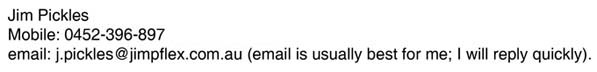 Jim Pickles
Mobile: 0452-396-897
email: j.pickles@jimpflex.com.au (email is usually best for me; I will reply quickly).